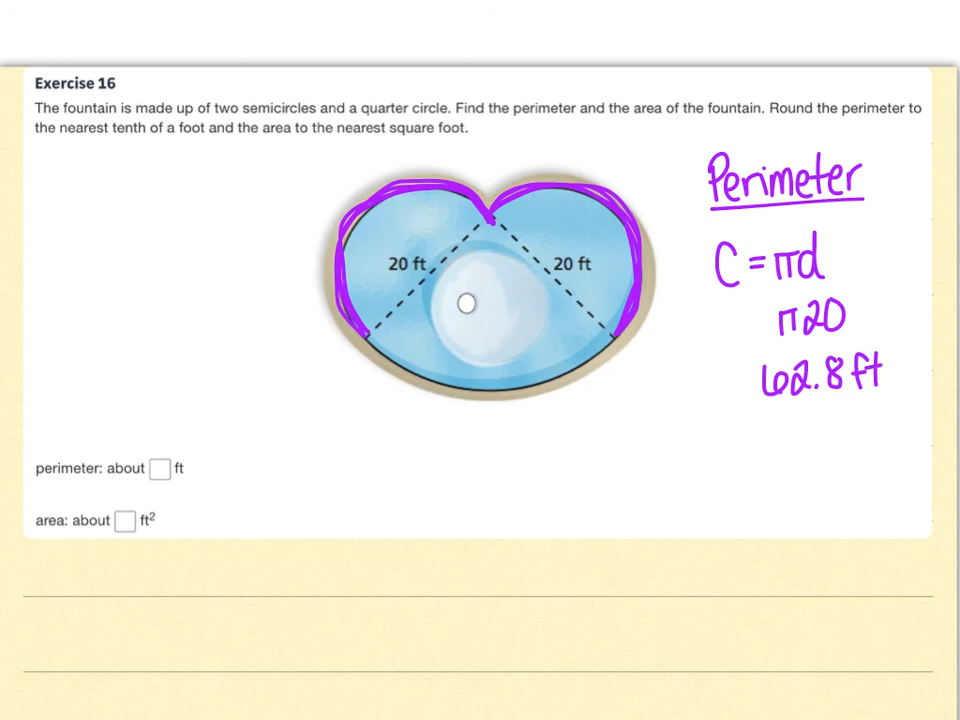 Exercise 16
The fountain is made up of two semicircles and a quarter circle. Find the perimeter and the area of the fountain. Round the perimeter to
the nearest tenth of a foot and the area to the nearest square foot.
Perimeter
20 ft 20 ft
C = πd
π20
62.8 ft
perimeter: about ft
area: about ft²